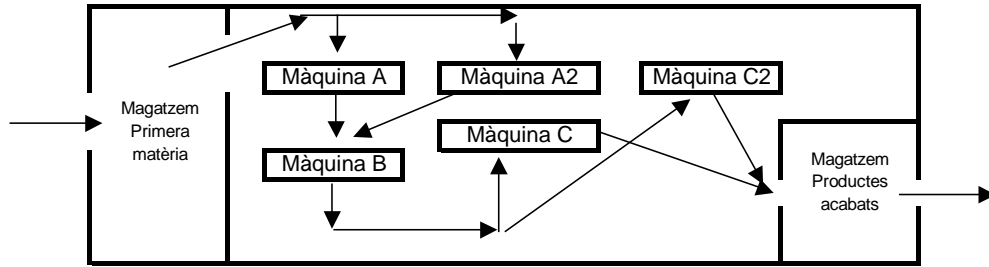 Màquina A
Màquina A2
Màquina C2
Magatzem
Primera
matèria
Màquina C
Màquina B
Magatzem
Productes
acabats